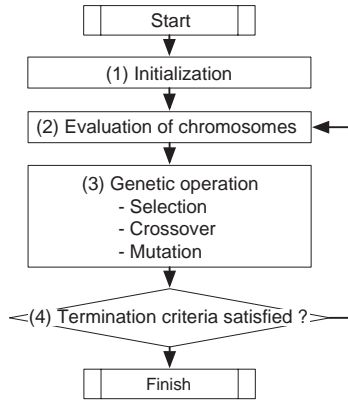 Start
(1) Initialization
(2) Evaluation of chromosomes
(3) Genetic operation
- Selection
- Crossover
- Mutation
(4) Termination criteria satisfied ?
Finish